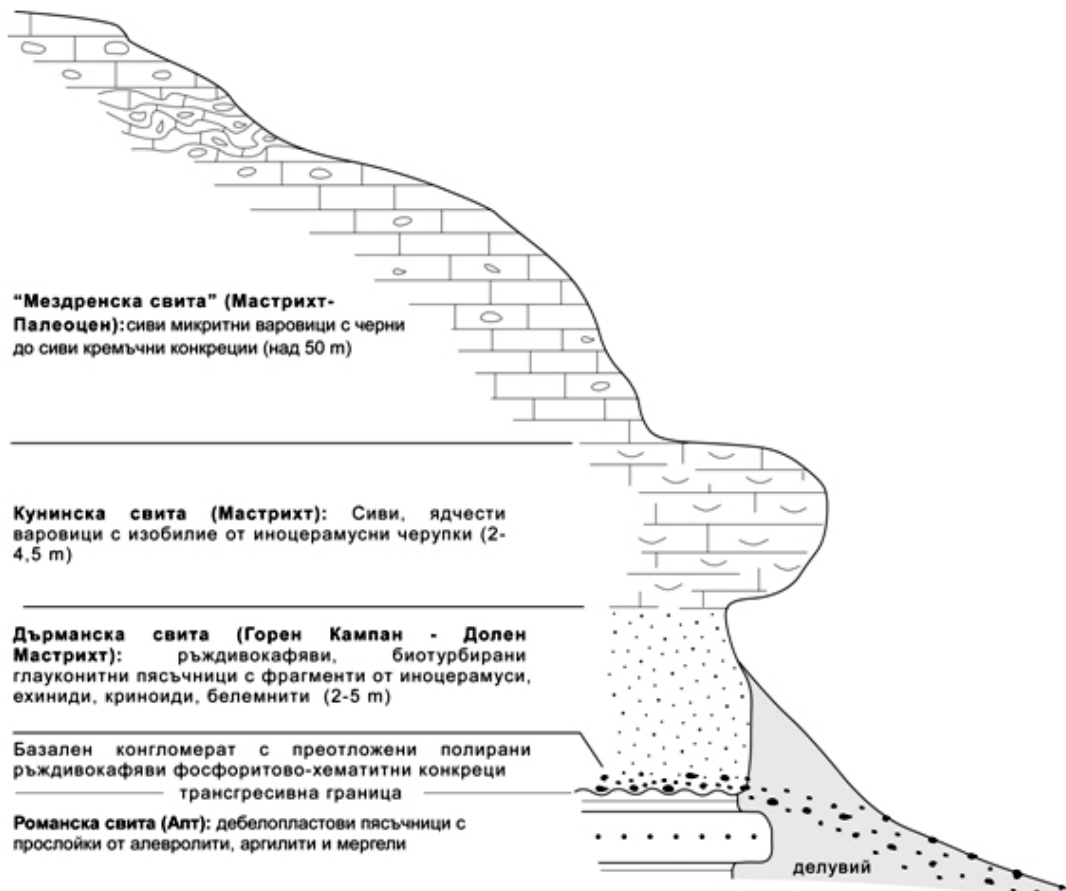 “Мездренска свита” (Мастрихт-
Палеоцен):сиви микритни варовици с черни
до сиви кремъчни конкреции (над 50 m)
Кунинска свита (Мастрихт): Сиви, ядчести
варовици с изобилие от иноцерамусни черупки (2-
4,5 m)
Дърманска свита (Горен Кампан - Долен
Мастрихт): ръждивокафяви, биотурбирани
глауконитни пясъчници с фрагменти от иноцерамуси,
ехиниди, криноиди, белемнити (2-5 m)
Базален конгломерат с преотложени полирани
ръждивокафяви фосфоритово-хематитни конкреци
трансгресивна граница
Романска свита (Апт): дебелопластови пясъчници с
прослойки от алевролити, аргилити и мергели
делувий